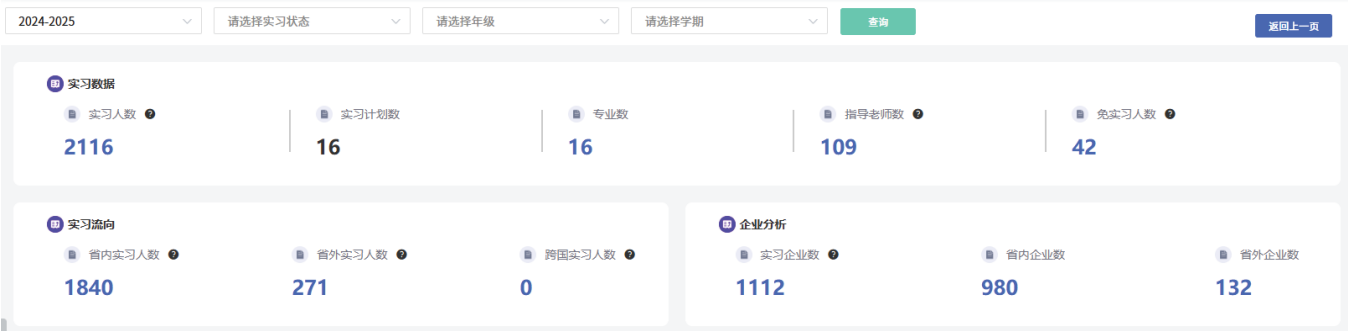 2024-2025 请选择实习状态 请选择年级 请选择学期 查询 返回上一页
实习数据
实习人数 实习计划数 专业数 指导老师数 免实习人数
2116 16 16 109 42
实习流向
省内实习人数 省外实习人数 跨国实习人数
1840 271 0
企业分析
实习企业数 省内企业数 省外企业数
1112 980 132